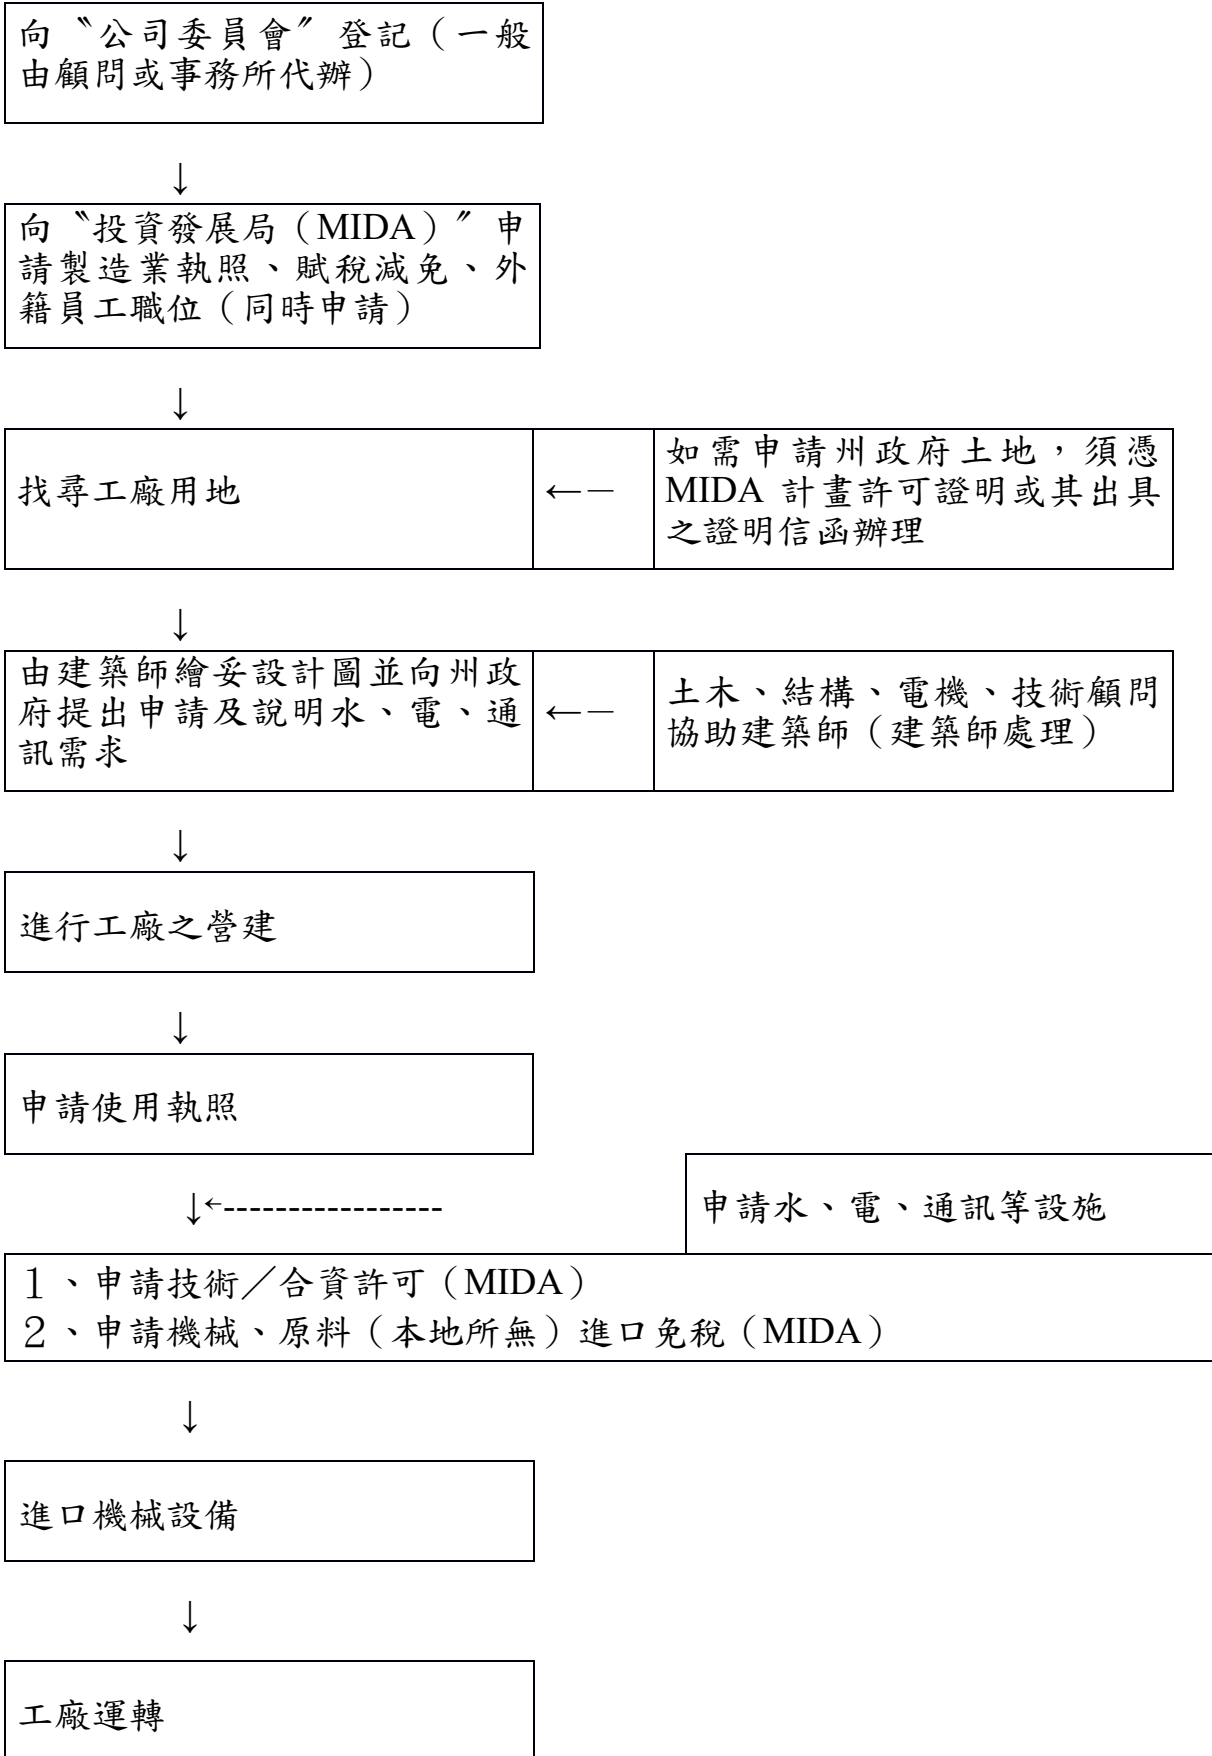 向〝公司委員會〞登記（一般
由顧問或事務所代辦）
↓
向〝投資發展局（MIDA）〞申
請製造業執照、賦稅減免、外
籍員工職位（同時申請）
↓
找尋工廠用地
←－
如需申請州政府土地，須憑
MIDA 計畫許可證明或其出具
之證明信函辦理
↓
由建築師繪妥設計圖並向州政
府提出申請及說明水、電、通
訊需求
←－
土木、結構、電機、技術顧問
協助建築師（建築師處理）
↓
進行工廠之營建
↓
申請使用執照
↓←-----------------
申請水、電、通訊等設施
１、申請技術／合資許可（MIDA）
２、申請機械、原料（本地所無）進口免稅（MIDA）
↓
進口機械設備
↓
工廠運轉